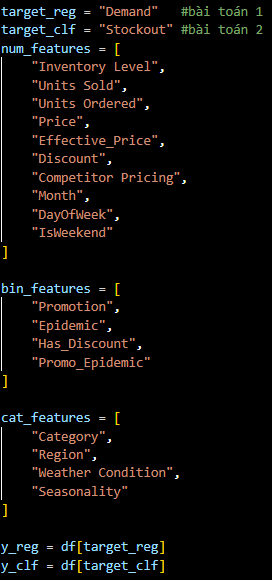 target_reg = "Demand"   #bài toán 1
target_clf = "Stockout" #bài toán 2
num_features = [
    "Inventory Level",
    "Units Sold",
    "Units Ordered",
    "Price",
    "Effective_Price",
    "Discount",
    "Competitor Pricing",
    "Month",
    "DayOfWeek",
    "IsWeekend"
]
bin_features = [
    "Promotion",
    "Epidemic",
    "Has_Discount",
    "Promo_Epidemic"
]
cat_features = [
    "Category",
    "Region",
    "Weather Condition",
    "Seasonality"
]
y_reg = df[target_reg]
y_clf = df[target_clf]